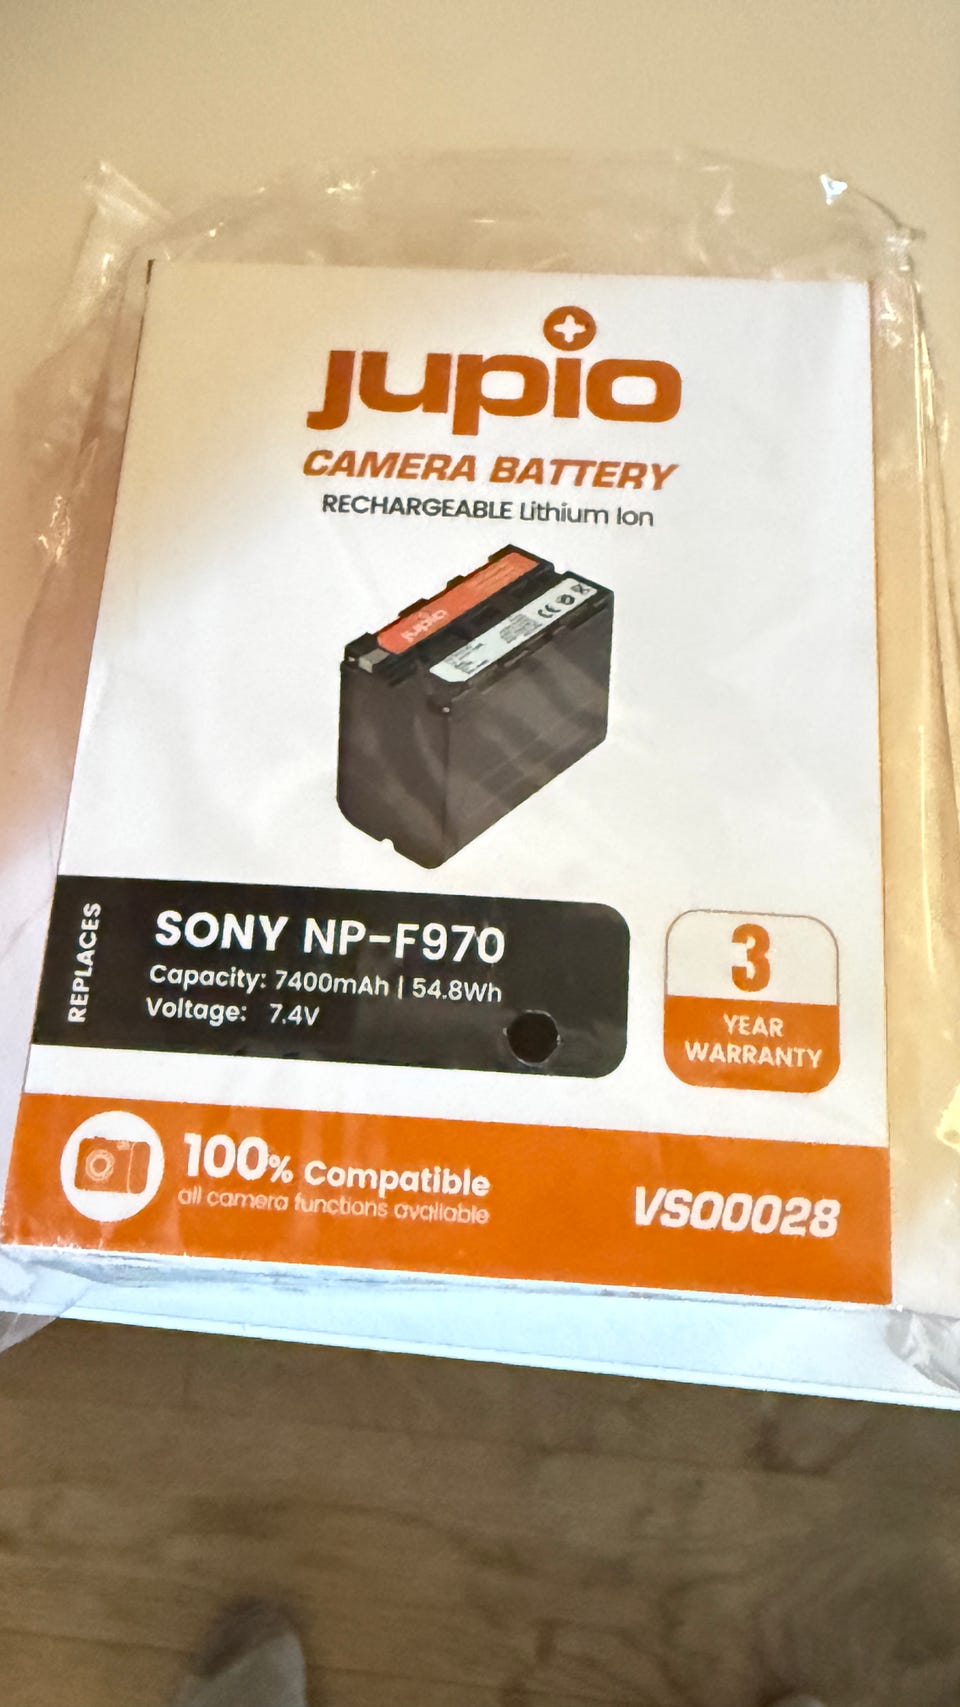 jupio
CAMERA BATTERY
RECHARGEABLE Lithium Ion
jupio
REPLACES
SONY NP-F970
Capacity: 7400mAh | 54.8Wh
Voltage: 7.4V
3
YEAR
WARRANTY
100% Compatible
all camera functions available
VSO0028